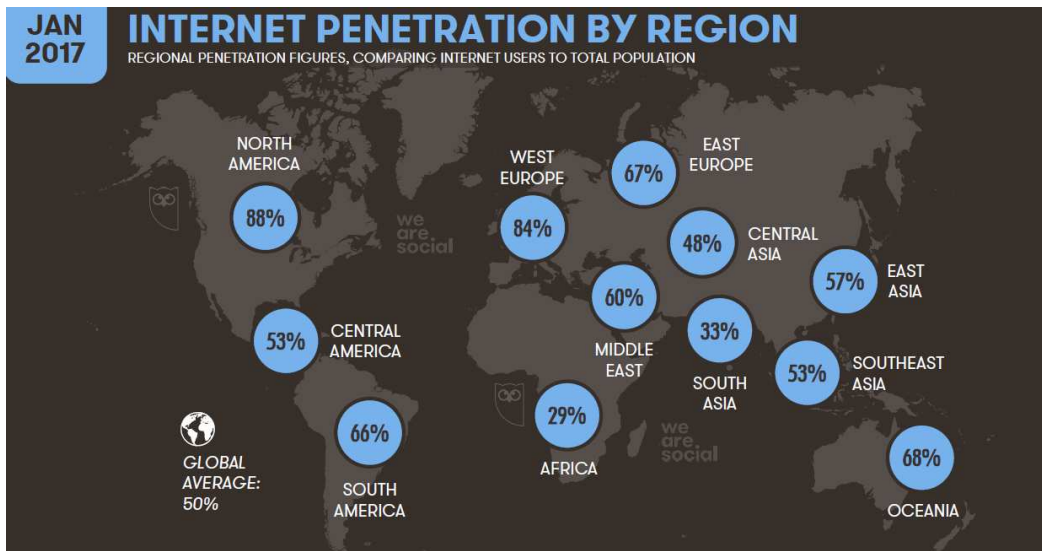 JAN
2017
INTERNET PENETRATION BY REGION
REGIONAL PENETRATION FIGURES, COMPARING INTERNET USERS TO TOTAL POPULATION
NORTH
AMERICA
88%
WEST
EUROPE
84%
67%
EAST
EUROPE
48%
CENTRAL
ASIA
57%
EAST
ASIA
we
are
social
60%
MIDDLE
EAST
33%
SOUTH
ASIA
53%
CENTRAL
AMERICA
53%
SOUTHEAST
ASIA
29%
AFRICA
66%
SOUTH
AMERICA
we
are
social
68%
OCEANIA
GLOBAL
AVERAGE:
50%